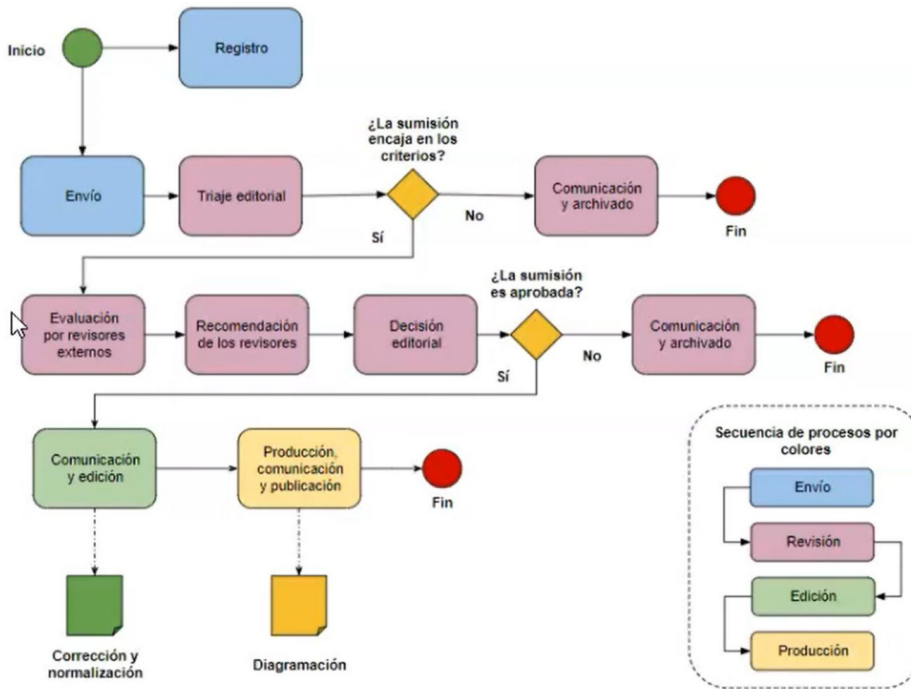 Inicio
Registro
¿La sumisión
encaja en los
criterios?
Envío
Triaje editorial
No
Comunicación
y archivado
Fin
Sí
¿La sumisión
es aprobada?
Evaluación
por revisores
externos
Recomendación
de los revisores
Decisión
editorial
No
Comunicación
y archivado
Fin
Sí
Comunicación
y edición
Producción,
comunicación
y publicación
Fin
Corrección y
normalización
Diagramación
Secuencia de procesos por
colores
Envío
Revisión
Edición
Producción